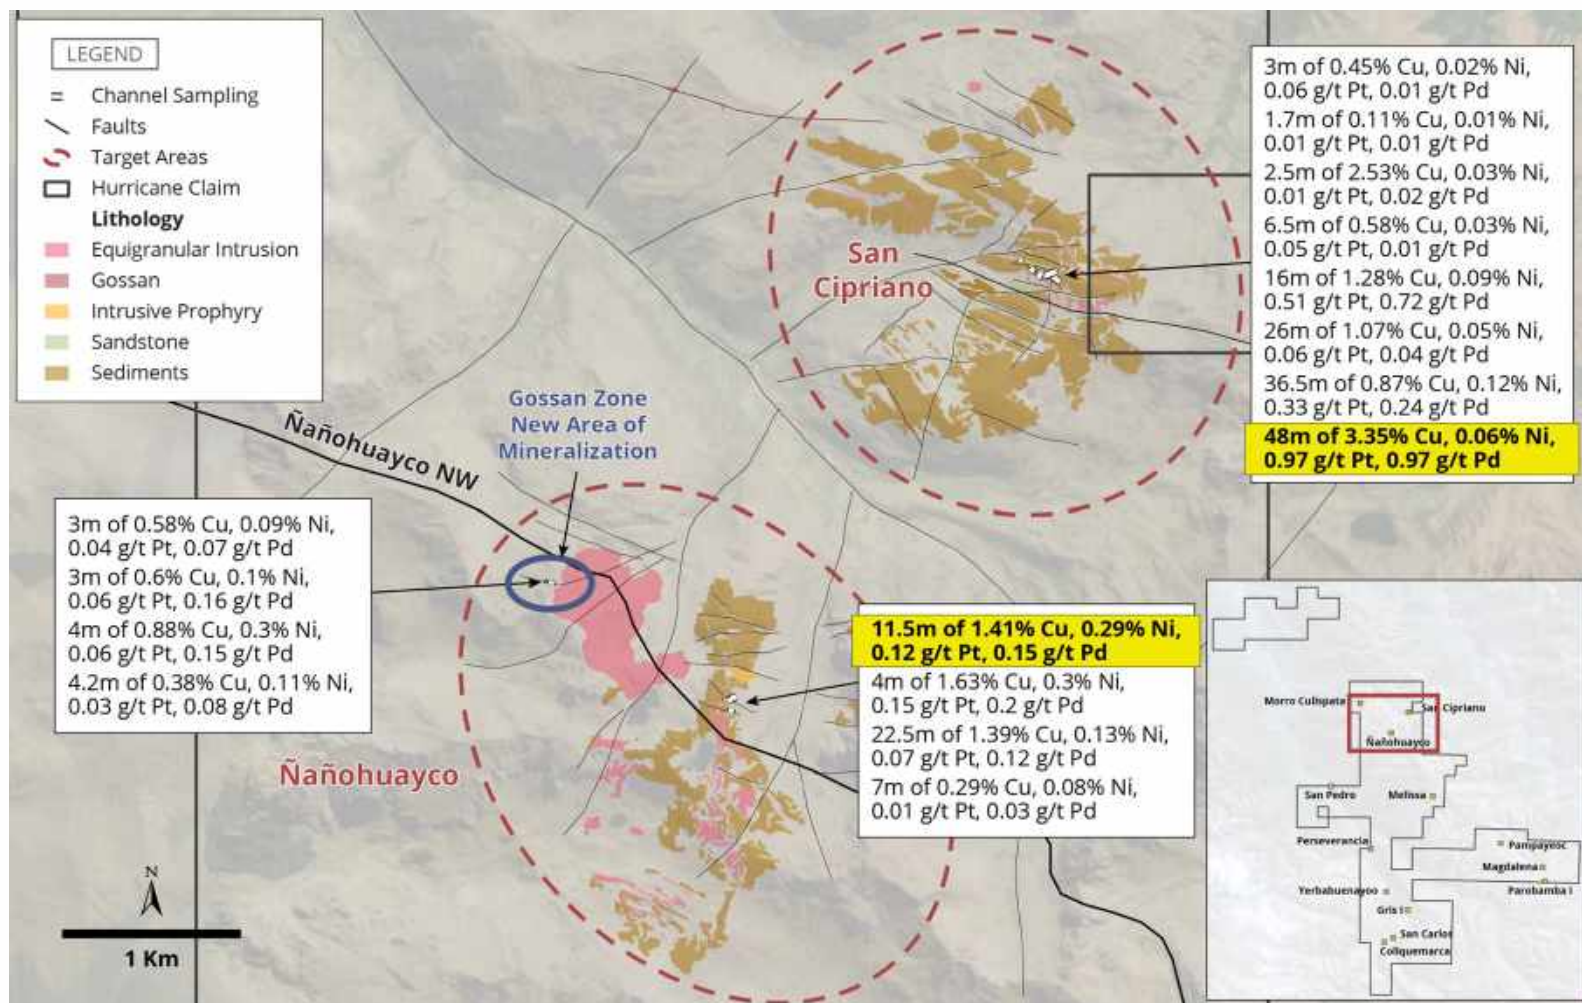 LEGEND
Channel Sampling
Faults
Target Areas
Hurricane Claim
Lithology
Equigranular Intrusion
Gossan
Intrusive Prophyry
Sandstone
Sediments
3m of 0.45% Cu, 0.02% Ni,
0.06 g/t Pt, 0.01 g/t Pd
1.7m of 0.11% Cu, 0.01% Ni,
0.01 g/t Pt, 0.01 g/t Pd
2.5m of 2.53% Cu, 0.03% Ni,
0.01 g/t Pt, 0.02 g/t Pd
6.5m of 0.58% Cu, 0.03% Ni,
0.05 g/t Pt, 0.01 g/t Pd
16m of 1.28% Cu, 0.09% Ni,
0.51 g/t Pt, 0.72 g/t Pd
26m of 1.07% Cu, 0.05% Ni,
0.06 g/t Pt, 0.04 g/t Pd
36.5m of 0.87% Cu, 0.12% Ni,
0.33 g/t Pt, 0.24 g/t Pd
48m of 3.35% Cu, 0.06% Ni,
0.97 g/t Pt, 0.97 g/t Pd
San
Cipriano
Gossan Zone
New Area of
Mineralization
Ñañohuayco NW
3m of 0.58% Cu, 0.09% Ni,
0.04 g/t Pt, 0.07 g/t Pd
3m of 0.6% Cu, 0.1% Ni,
0.06 g/t Pt, 0.16 g/t Pd
4m of 0.88% Cu, 0.3% Ni,
0.06 g/t Pt, 0.15 g/t Pd
4.2m of 0.38% Cu, 0.11% Ni,
0.03 g/t Pt, 0.08 g/t Pd
11.5m of 1.41% Cu, 0.29% Ni,
0.12 g/t Pt, 0.15 g/t Pd
4m of 1.63% Cu, 0.3% Ni,
0.15 g/t Pt, 0.2 g/t Pd
22.5m of 1.39% Cu, 0.13% Ni,
0.07 g/t Pt, 0.12 g/t Pd
7m of 0.29% Cu, 0.08% Ni,
0.01 g/t Pt, 0.03 g/t Pd
Ñañohuayco
N
1 Km
Morro Cullspata
San Cipriano
Ñañohuayco
San Pedro
Melissa
Perseverancia
Pampayeoc
Magdalena
Yerbabuenayoo
Parobamba I
Gris I
San Carlos
Collquemarca